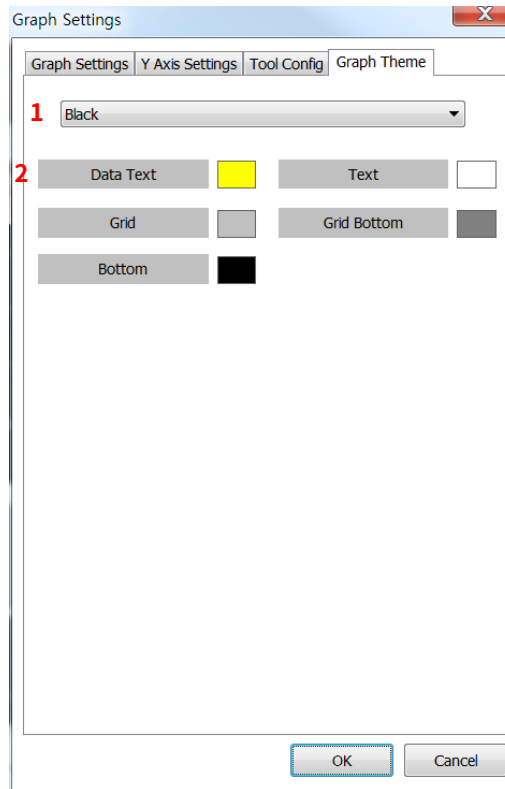 Graph Settings
X
Graph Settings Y Axis Settings Tool Config Graph Theme
1 Black
2 Data Text Text
Grid Grid Bottom
Bottom
OK Cancel